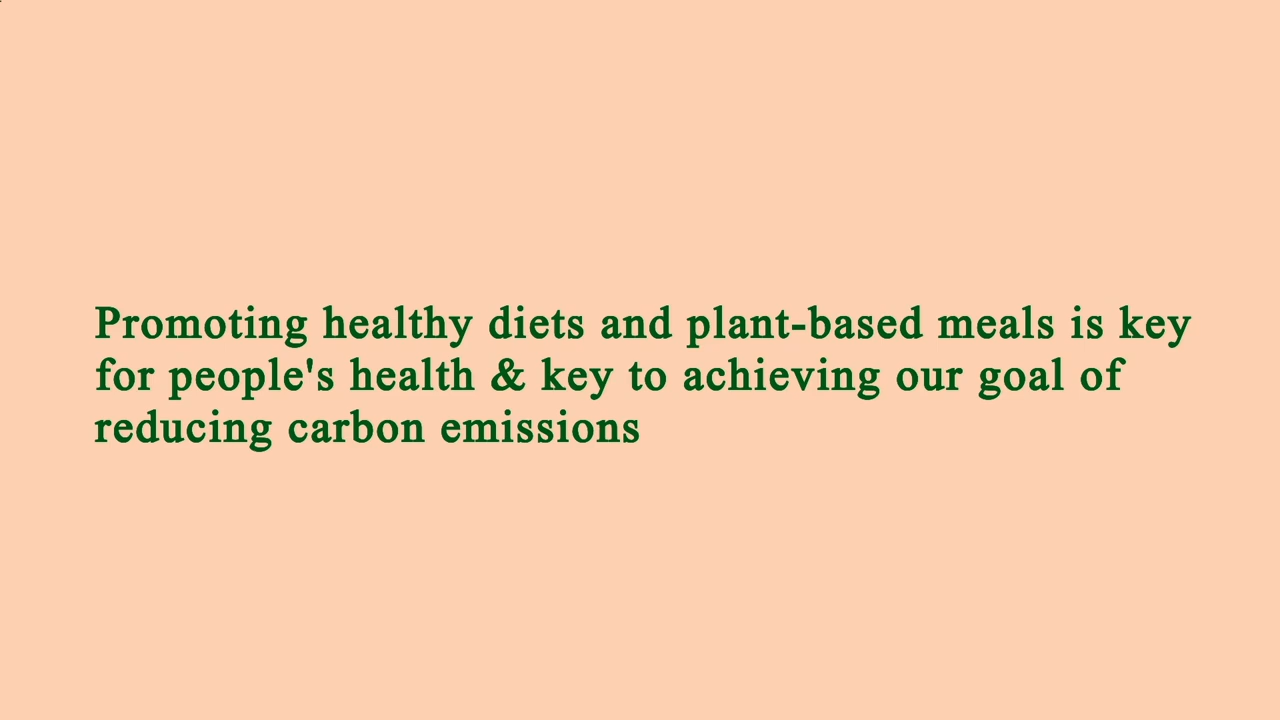 Promoting healthy diets and plant-based meals is key
for people's health & key to achieving our goal of
reducing carbon emissions